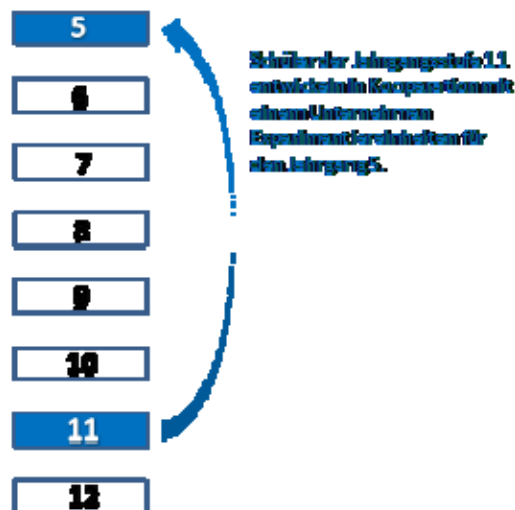 5
Schüler der Jahrgangsstufe 11
entwickeln in Kooperation mit
einem Unternehmen
Experimentiereinheiten für
den Jahrgang 5.
6
7
8
9
10
11
12